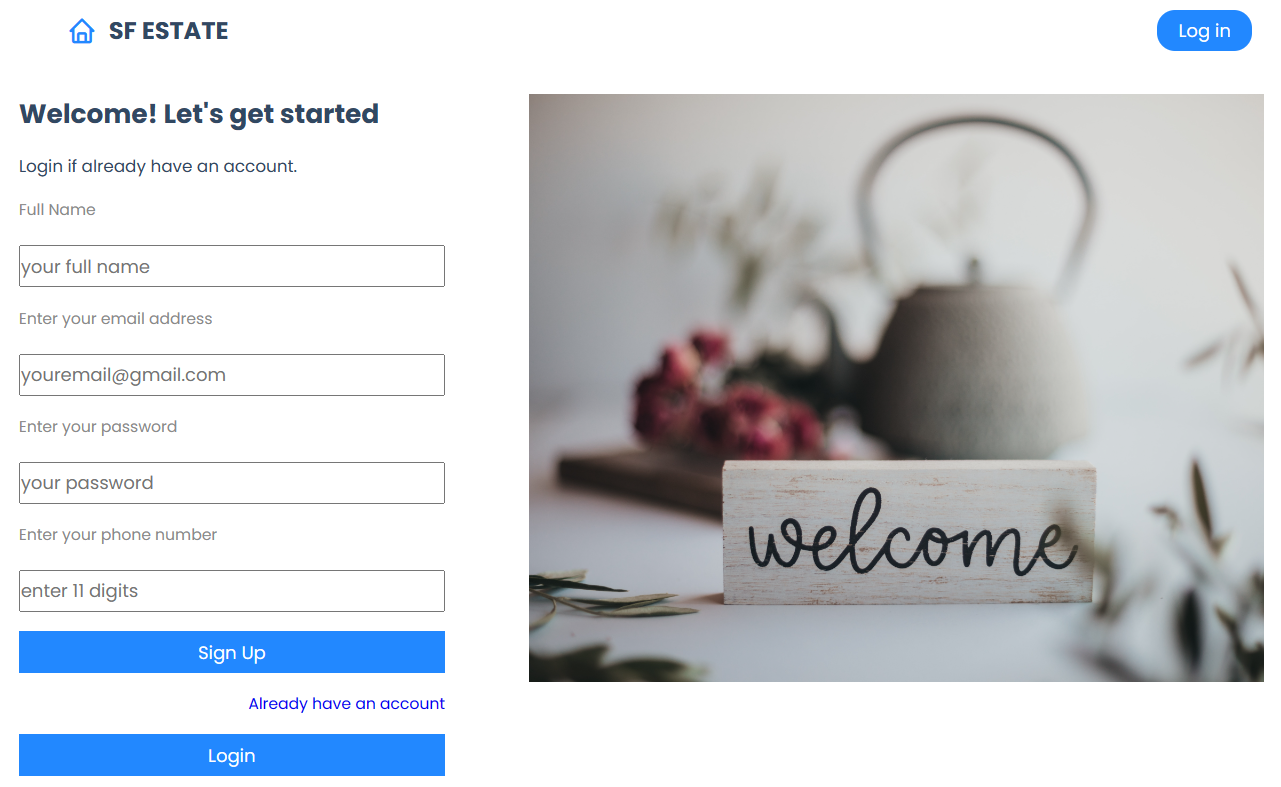 SF ESTATE
Log in
Welcome! Let's get started
Login if already have an account.
Full Name
your full name
Enter your email address
youremail@gmail.com
Enter your password
your password
Enter your phone number
enter 11 digits
Sign Up
Already have an account
Login
welcome